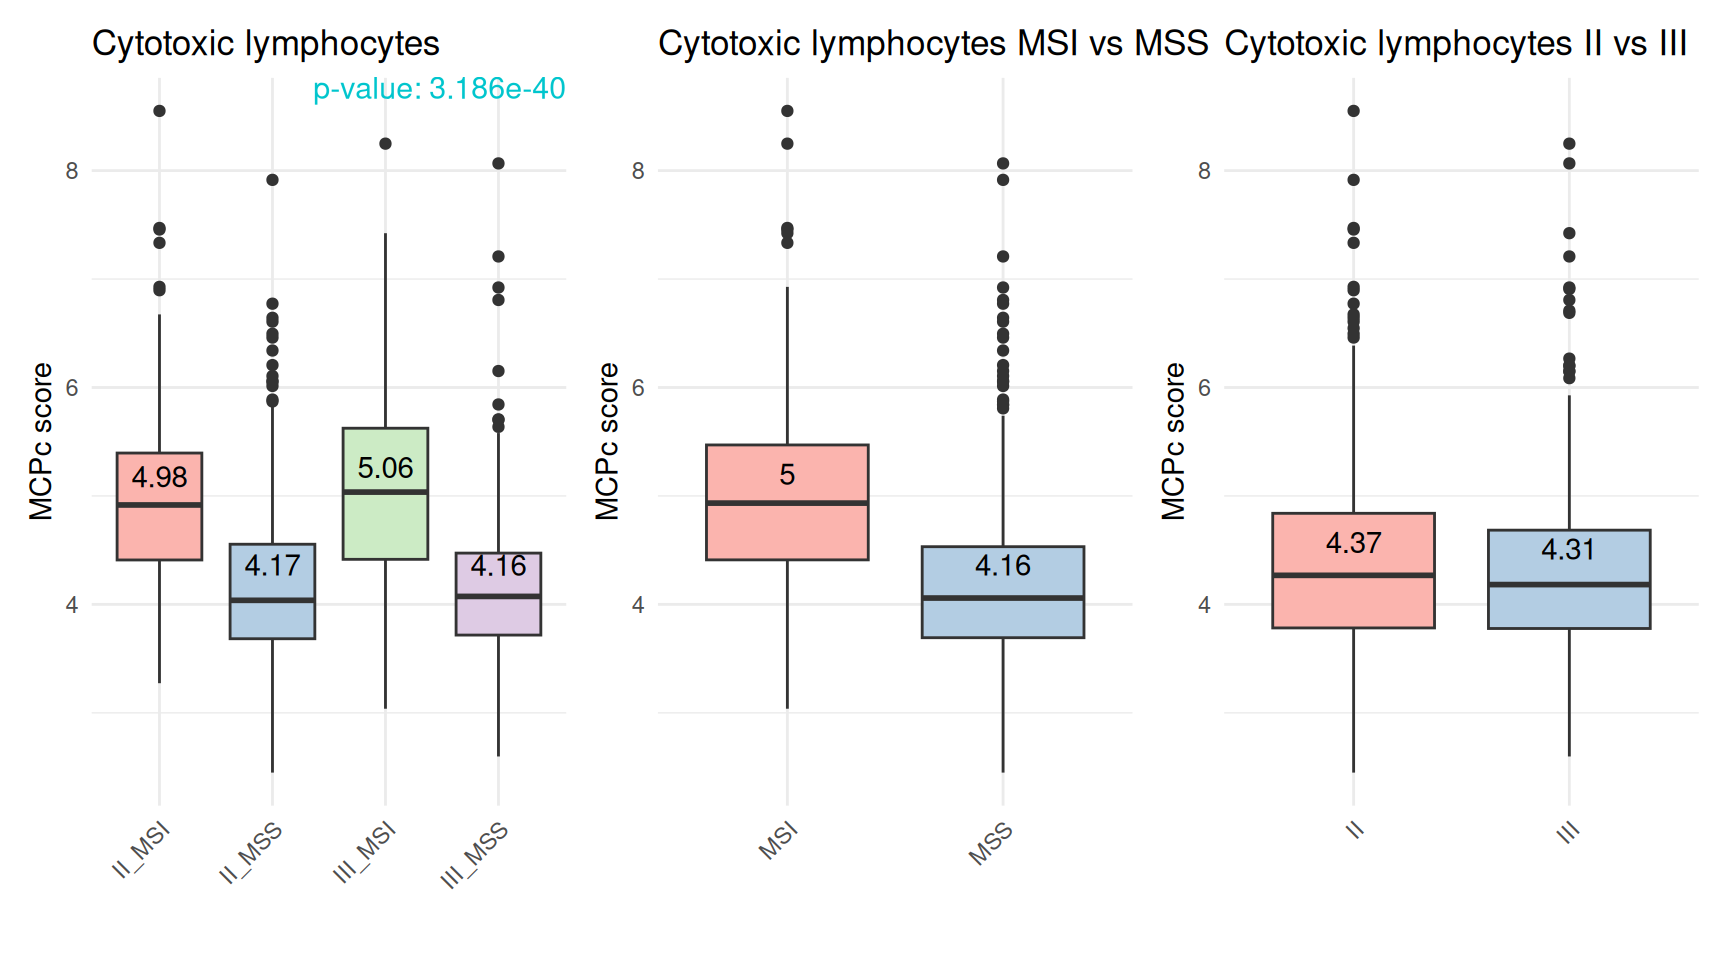 Cytotoxic lymphocytes
p-value: 3.186e-40
MCPc score
8
6
4
4.98
4.17
5.06
4.16
II_MSI
II_MSS
III_MSI
III_MSS
Cytotoxic lymphocytes MSI vs MSS
MCPc score
8
6
4
5
4.16
MSI
MSS
Cytotoxic lymphocytes II vs III
MCPc score
8
6
4
4.37
4.31
II
III